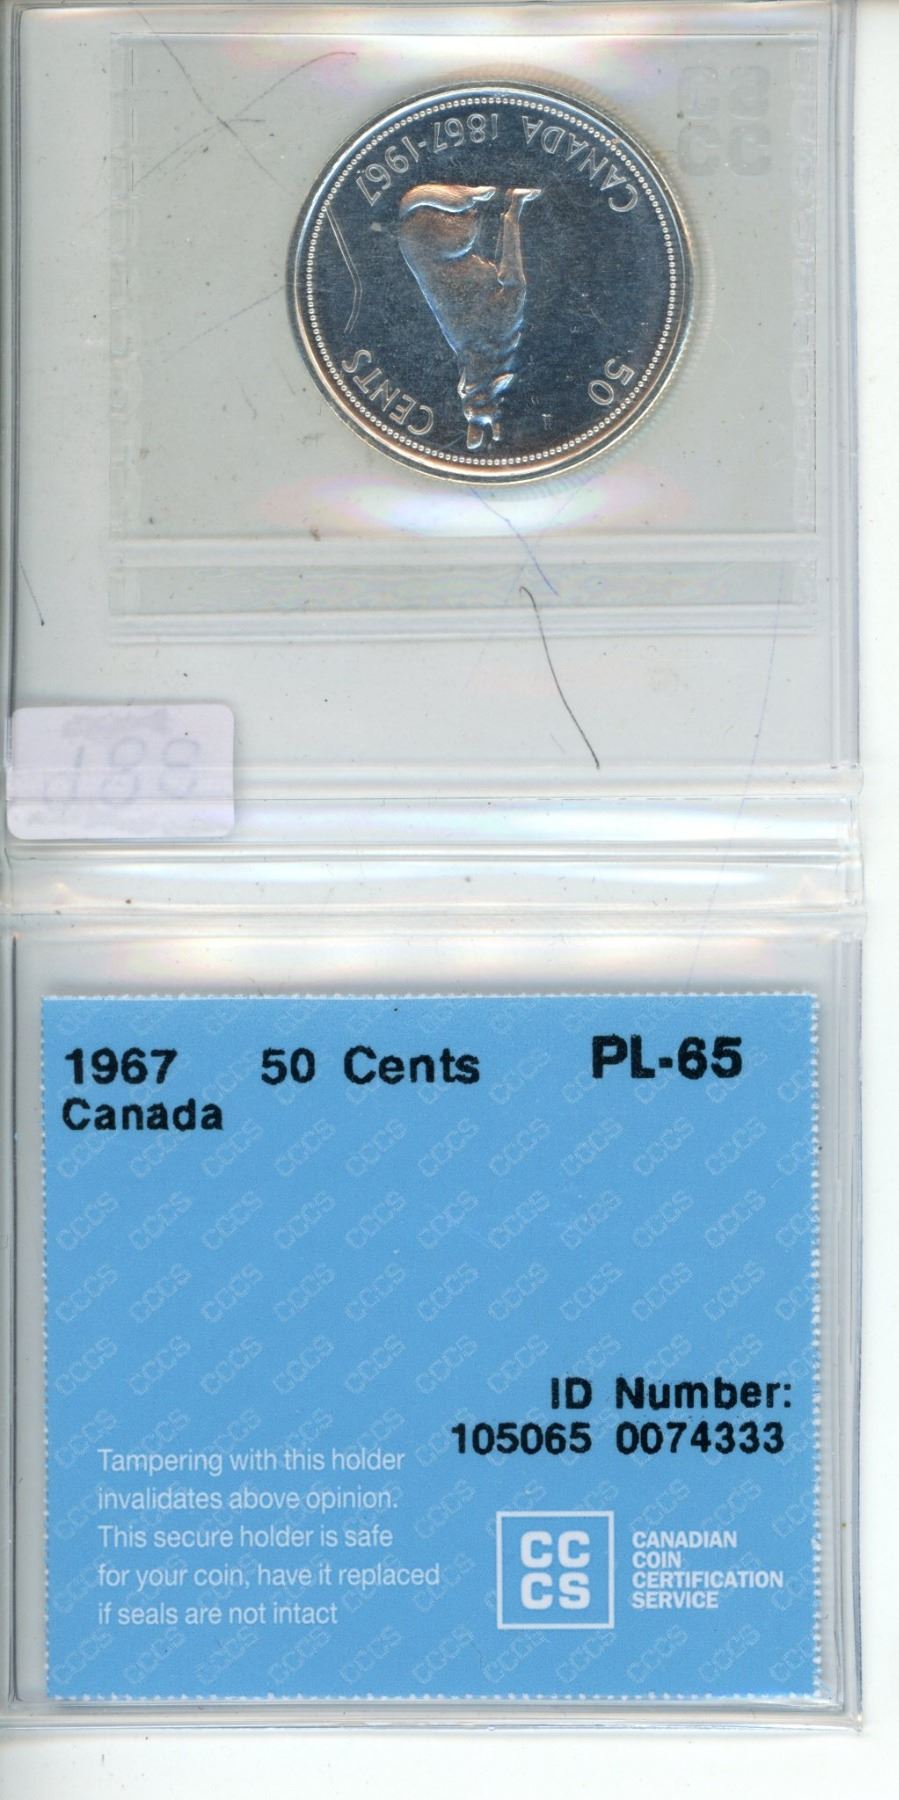 CANADA 1867-1967
50 CENTS
1967 50 Cents PL-65
Canada
ID Number:
105065 0074333
Tampering with this holder
invalidates above opinion.
This secure holder is safe
for your coin, have it replaced
if seals are not intact
CC
CS
CANADIAN
COIN
CERTIFICATION
SERVICE